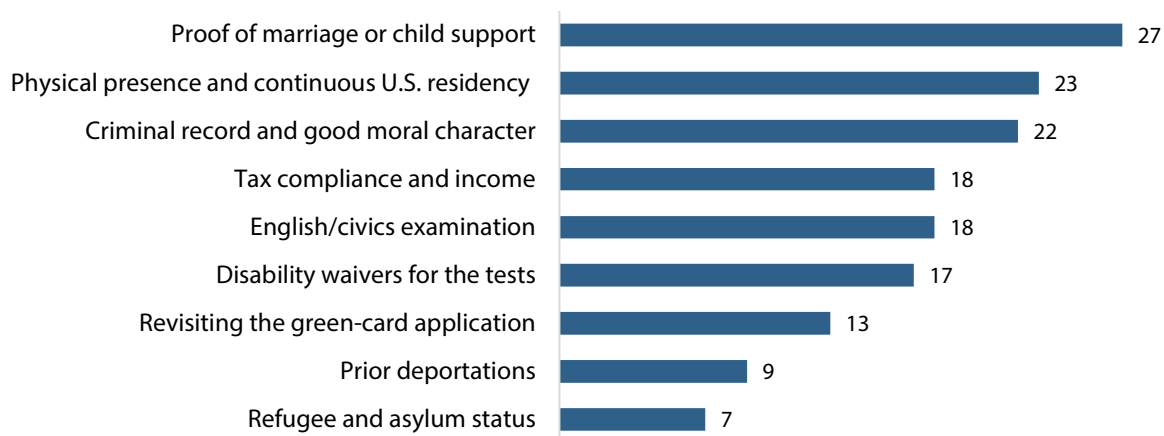 Proof of marriage or child support 27
Physical presence and continuous U.S. residency 23
Criminal record and good moral character 22
Tax compliance and income 18
English/civics examination 18
Disability waivers for the tests 17
Revisiting the green-card application 13
Prior deportations 9
Refugee and asylum status 7